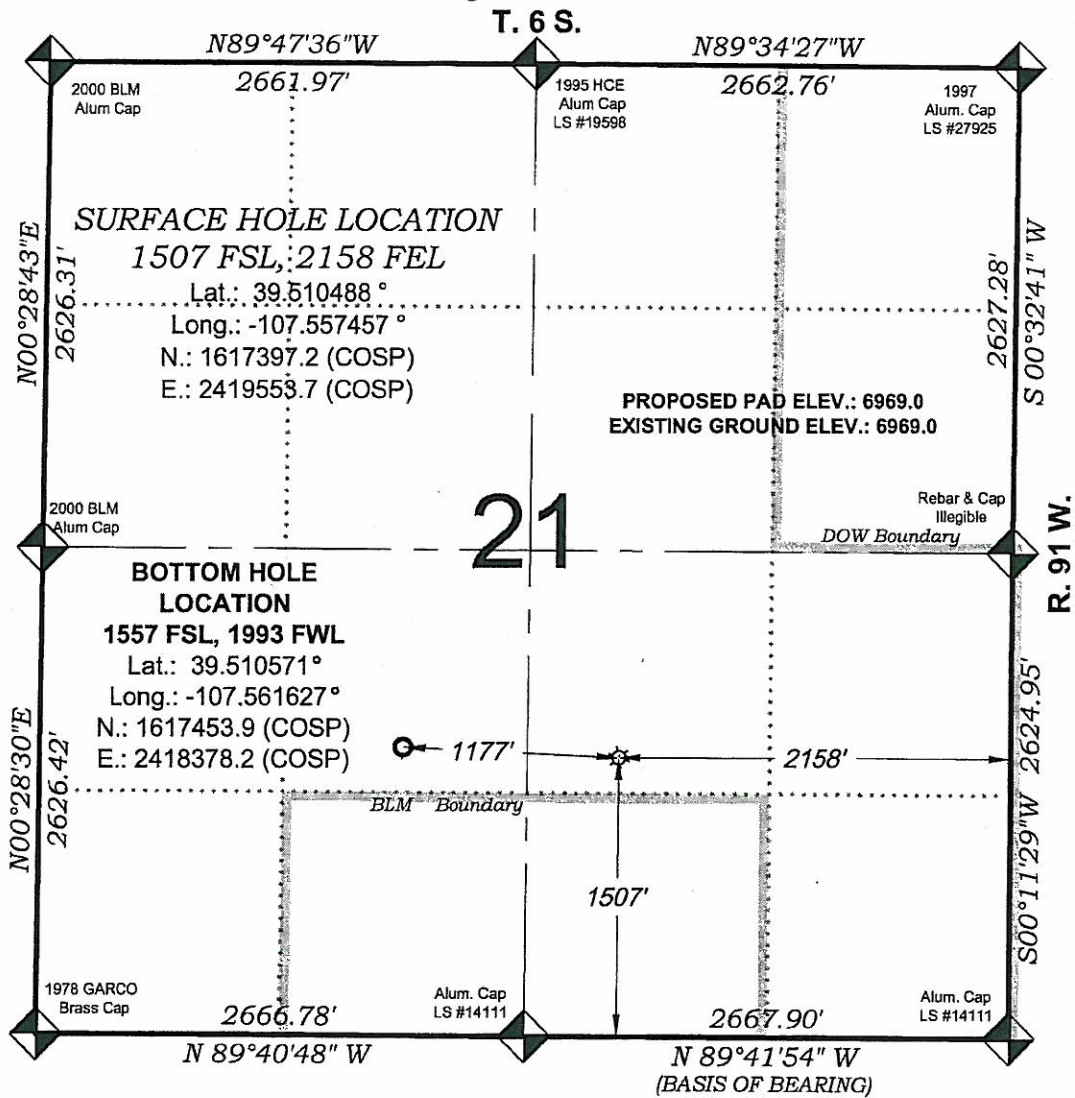 T. 6 S.
N89°47'36"W
N89°34'27"W
2661.97'
2662.76'
2000 BLM
Alum Cap
1995 HCE
Alum Cap
LS #19598
1997
Alum. Cap
LS #27925
SURFACE HOLE LOCATION
1507 FSL, 2158 FEL
Lat.: 39.510488 °
Long.: -107.557457 °
N.: 1617397.2 (COSP)
E.: 2419553.7 (COSP)
N00°28'43"E
2626.31'
2627.28'
S 00°32'41" W
PROPOSED PAD ELEV.: 6969.0
EXISTING GROUND ELEV.: 6969.0
2000 BLM
Alum Cap
21
Rebar & Cap
Illegible
DOW Boundary
R. 91 W.
BOTTOM HOLE
LOCATION
1557 FSL, 1993 FWL
Lat.: 39.510571°
Long.: -107.561627°
N.: 1617453.9 (COSP)
E.: 2418378.2 (COSP)
N00°28'30"E
2626.42'
1177'
2158'
2624.95'
S00°11'29"W
BLM Boundary
1507'
1978 GARCO
Brass Cap
Alum. Cap
LS #14111
Alum. Cap
LS #14111
2666.78'
2667.90'
N 89°40'48" W
N 89°41'54" W
(BASIS OF BEARING)